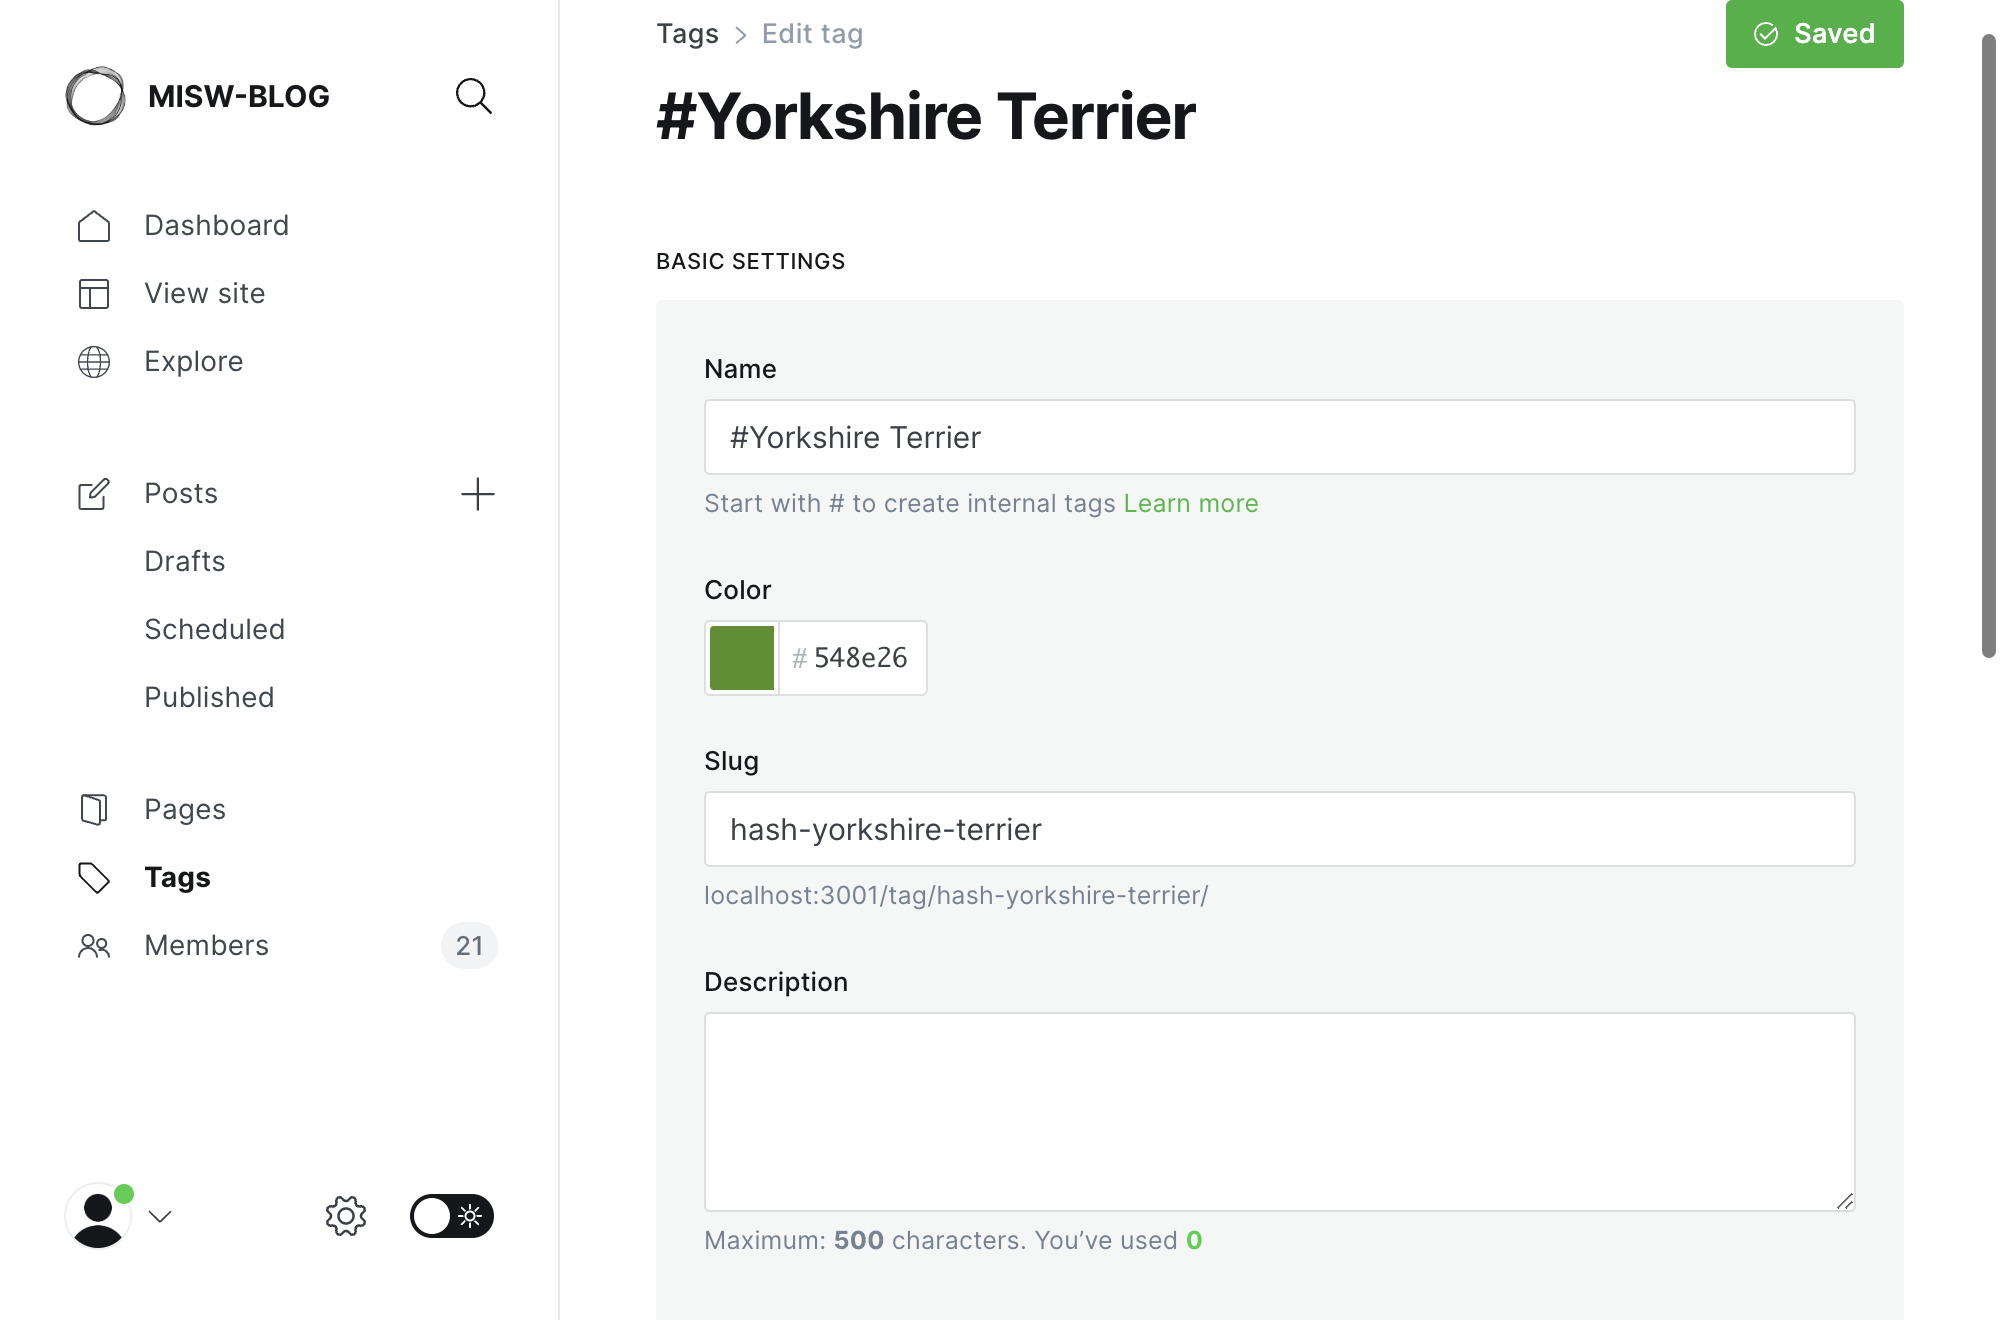 MISW-BLOG
Dashboard
View site
Explore
Posts
Drafts
Scheduled
Published
Pages
Tags
Members 21
Tags > Edit tag
Saved
#Yorkshire Terrier
BASIC SETTINGS
Name
#Yorkshire Terrier
Start with # to create internal tags Learn more
Color
# 548e26
Slug
hash-yorkshire-terrier
localhost:3001/tag/hash-yorkshire-terrier/
Description
Maximum: 500 characters. You’ve used 0